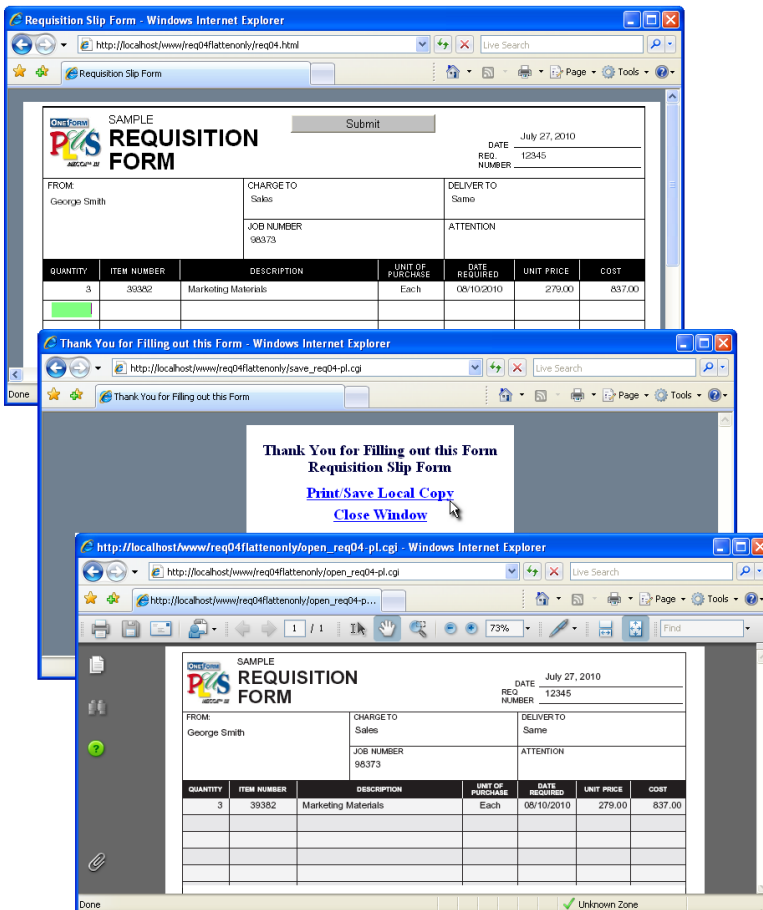 Requisition Slip Form - Windows Internet Explorer
http://localhost/www/req04flattenonly/req04.html
Live Search
Requisition Slip Form
Page
Tools
ONEFORM
PLUS
SAMPLE
REQUISITION
FORM
Submit
DATE July 27, 2010
REQ. NUMBER 12345
FROM: CHARGE TO DELIVER TO
George Smith Sales Same
JOB NUMBER ATTENTION
98373
QUANTITY ITEM NUMBER DESCRIPTION UNIT OF PURCHASE DATE REQUIRED UNIT PRICE COST
3 39382 Marketing Materials Each 08/10/2010 279.00 837.00
Done
Thank You for Filling out this Form - Windows Internet Explorer
http://localhost/www/req04flattenonly/save_req04-pl.cgi
Live Search
Thank You for Filling out this Form
Page
Tools
Thank You for Filling out this Form
Requisition Slip Form
Print/Save Local Copy
Close Window
http://localhost/www/req04flattenonly/open_req04-pl.cgi - Windows Internet Explorer
http://localhost/www/req04flattenonly/open_req04-pl.cgi
Live Search
http://localhost/www/req04flattenonly/open_req04-p...
Page
Tools
1 / 1 73% Find
ONEFORM
PLUS
SAMPLE
REQUISITION
FORM
DATE July 27, 2010
REQ NUMBER 12345
FROM: CHARGE TO DELIVER TO
George Smith Sales Same
JOB NUMBER ATTENTION
98373
QUANTITY ITEM NUMBER DESCRIPTION UNIT OF PURCHASE DATE REQUIRED UNIT PRICE COST
3 39382 Marketing Materials Each 08/10/2010 279.00 837.00
Done Unknown Zone